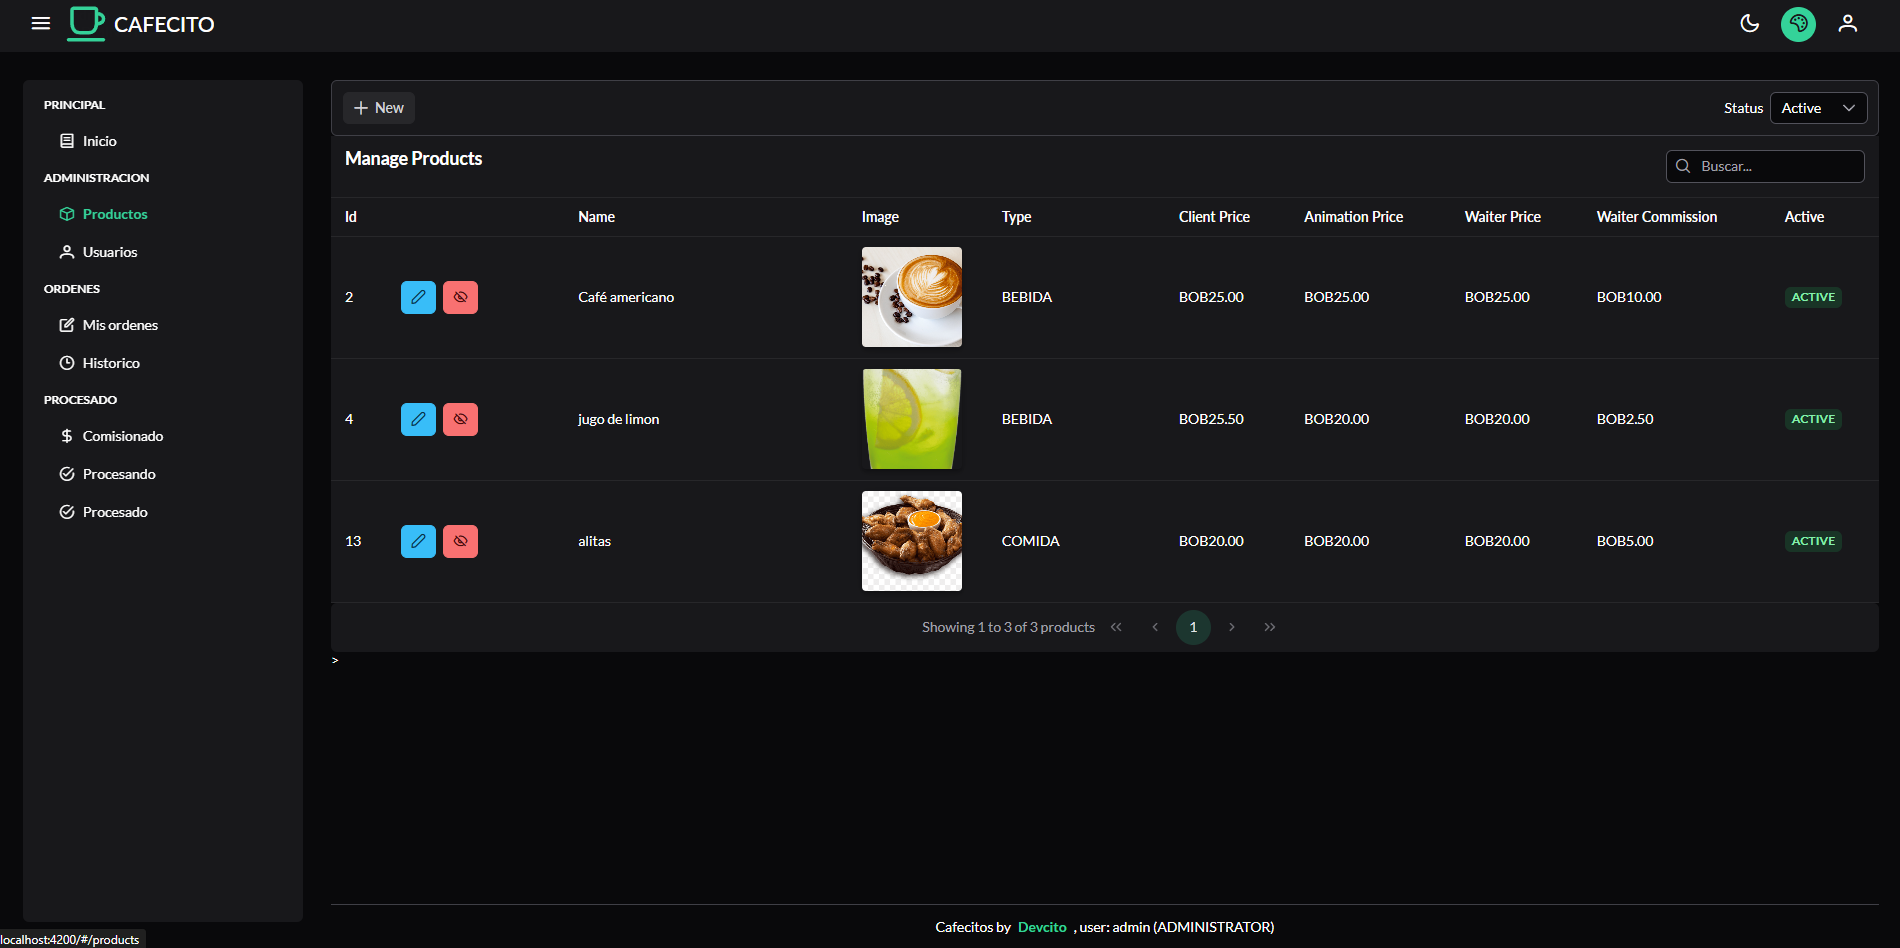 CAFECITO
PRINCIPAL
Inicio
ADMINISTRACION
Productos
Usuarios
ORDENES
Mis ordenes
Historico
PROCESADO
Comisionado
Procesando
Procesado
New
Status Active
Manage Products
Buscar...
Id Name Image Type Client Price Animation Price Waiter Price Waiter Commission Active
2 Café americano BEBIDA BOB25.00 BOB25.00 BOB25.00 BOB10.00 ACTIVE
4 jugo de limon BEBIDA BOB25.50 BOB20.00 BOB20.00 BOB2.50 ACTIVE
13 alitas COMIDA BOB20.00 BOB20.00 BOB20.00 BOB5.00 ACTIVE
Showing 1 to 3 of 3 products « ‹ 1 › »
>
Cafecitos by Devcito , user: admin (ADMINISTRATOR)
localhost:4200/#/products